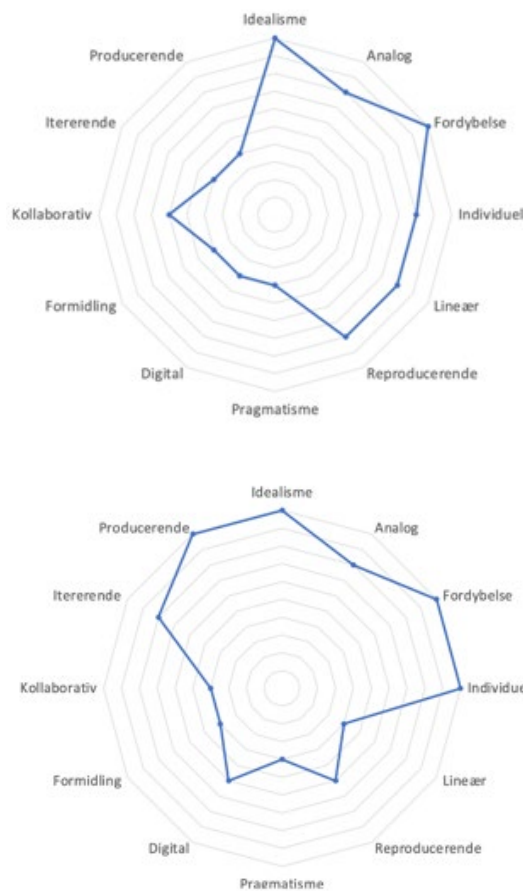 Idealisme
Producerende
Analog
Itererende
Fordybelse
Kollaborativ
Individuel
Formidling
Lineær
Digital
Reproducerende
Pragmatisme
Idealisme
Producerende
Analog
Itererende
Fordybelse
Kollaborativ
Individue
Formidling
Lineær
Digital
Reproducerende
Pragmatisme